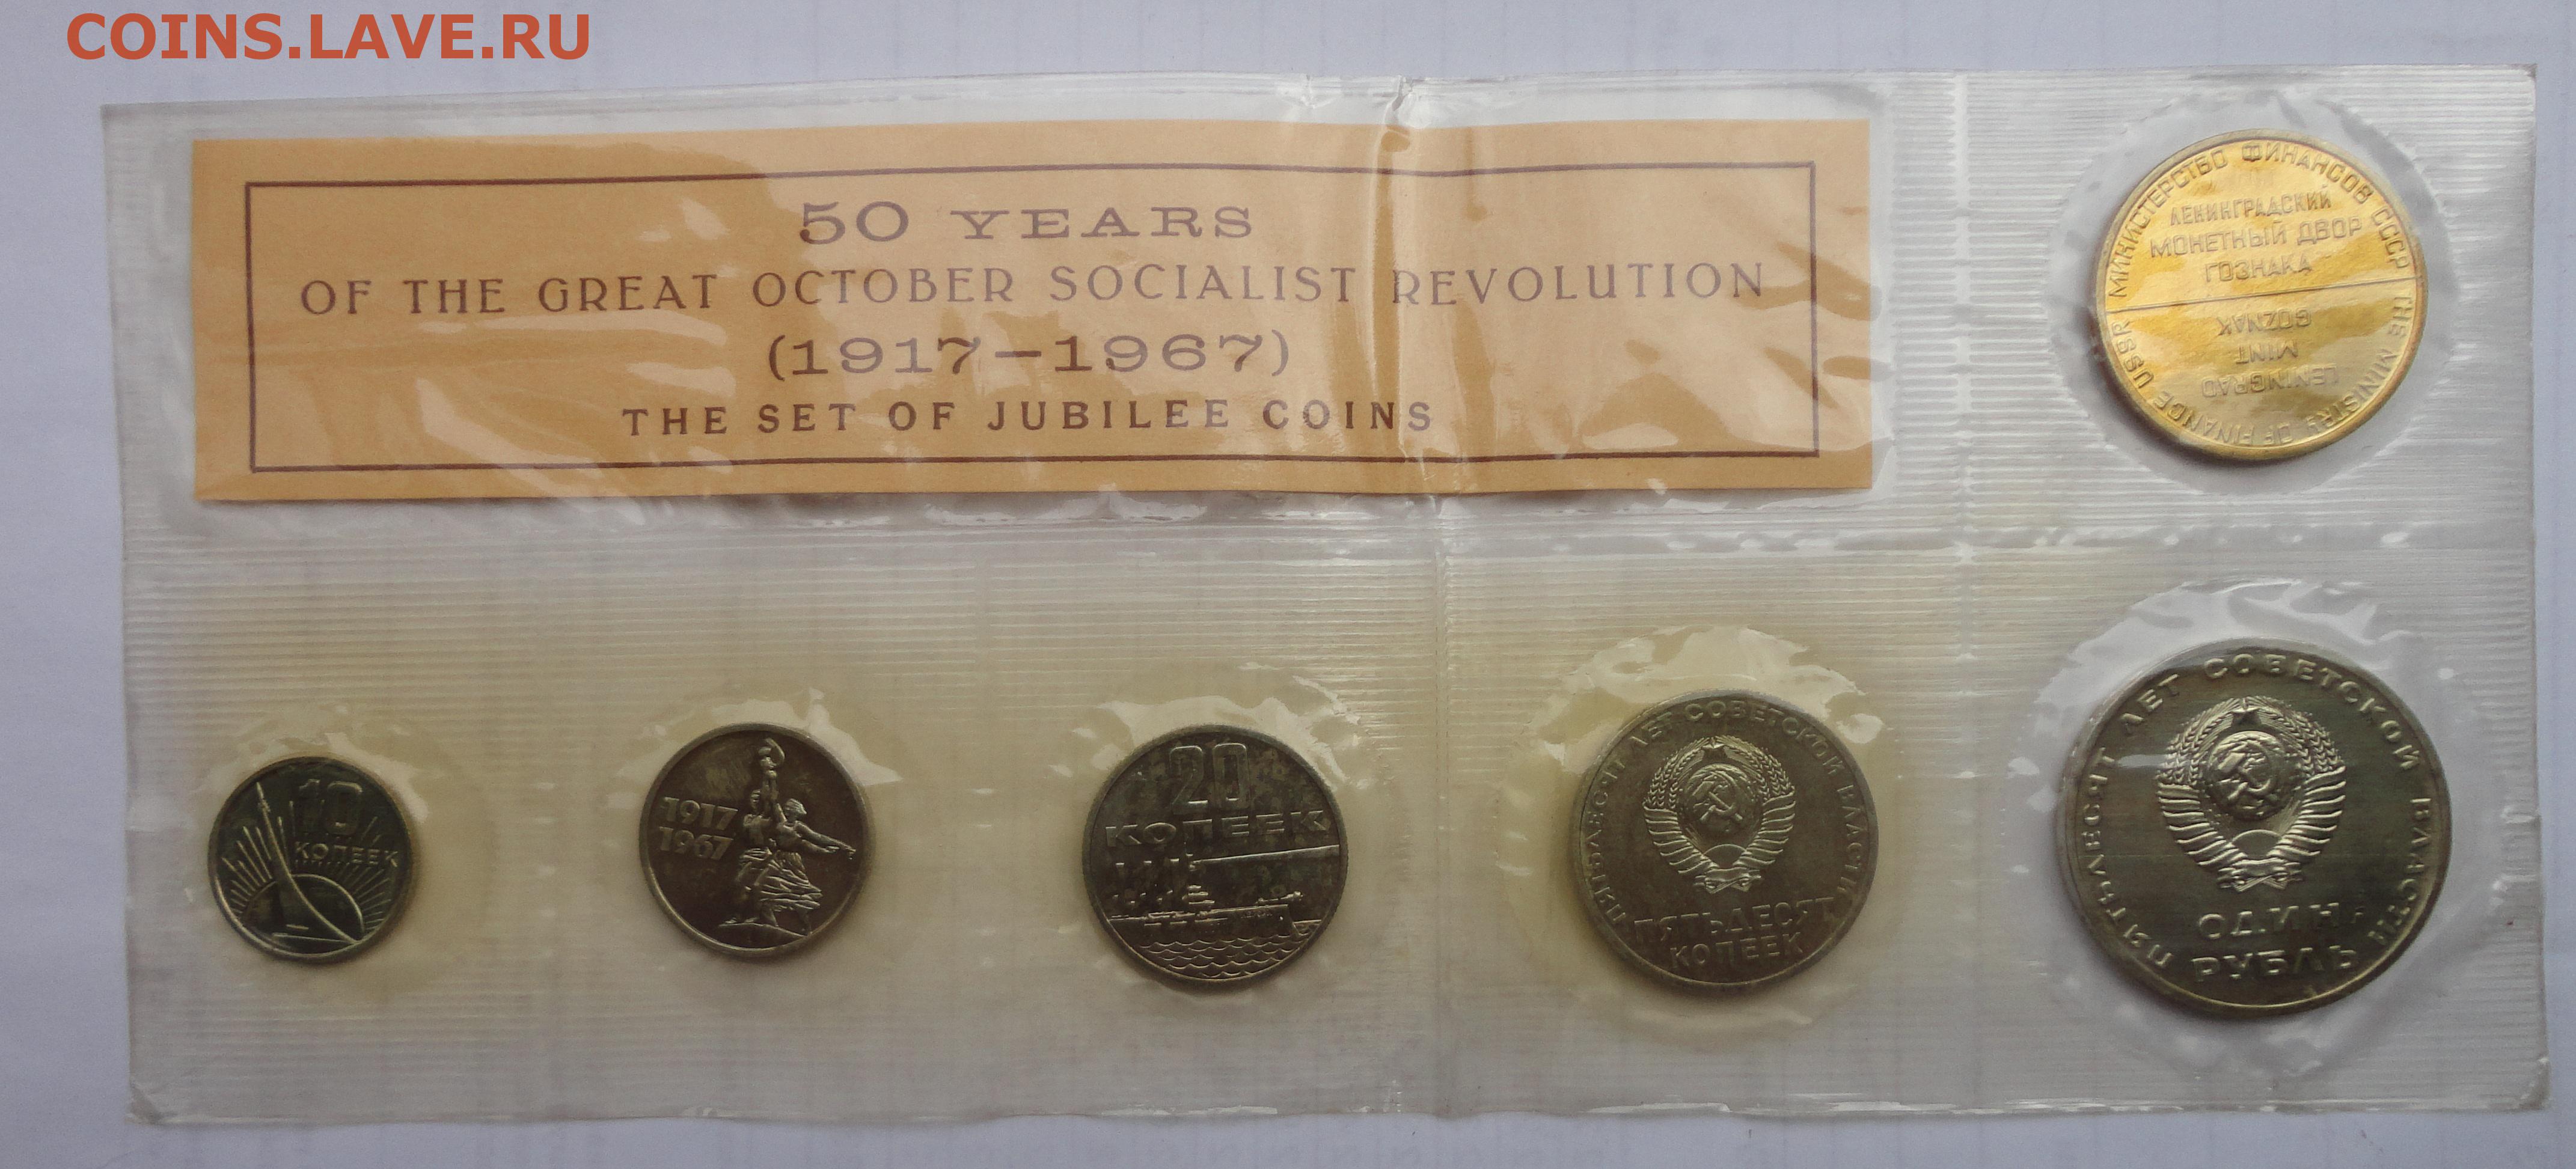 COINS.LAVE.RU
50 YEARS
OF THE GREAT OCTOBER SOCIALIST REVOLUTION
(1917-1967)
THE SET OF JUBILEE COINS
МИНИСТЕРСТВО ФИНАНСОВ СССР
ЛЕНИНГРАДСКИЙ
МОНЕТНЫЙ ДВОР
ГОЗНАКА
THE MINISTRY OF FINANCE USSR
LENINGRAD
MINT
GOZNAK
10
КОПЕЕК
1917
1967
20
КОПЕЕК
ПЯТЬДЕСЯТ ЛЕТ СОВЕТСКОЙ ВЛАСТИ
ПЯТЬДЕСЯТ
КОПЕЕК
ПЯТЬДЕСЯТ ЛЕТ СОВЕТСКОЙ ВЛАСТИ
ОДИН
РУБЛЬ